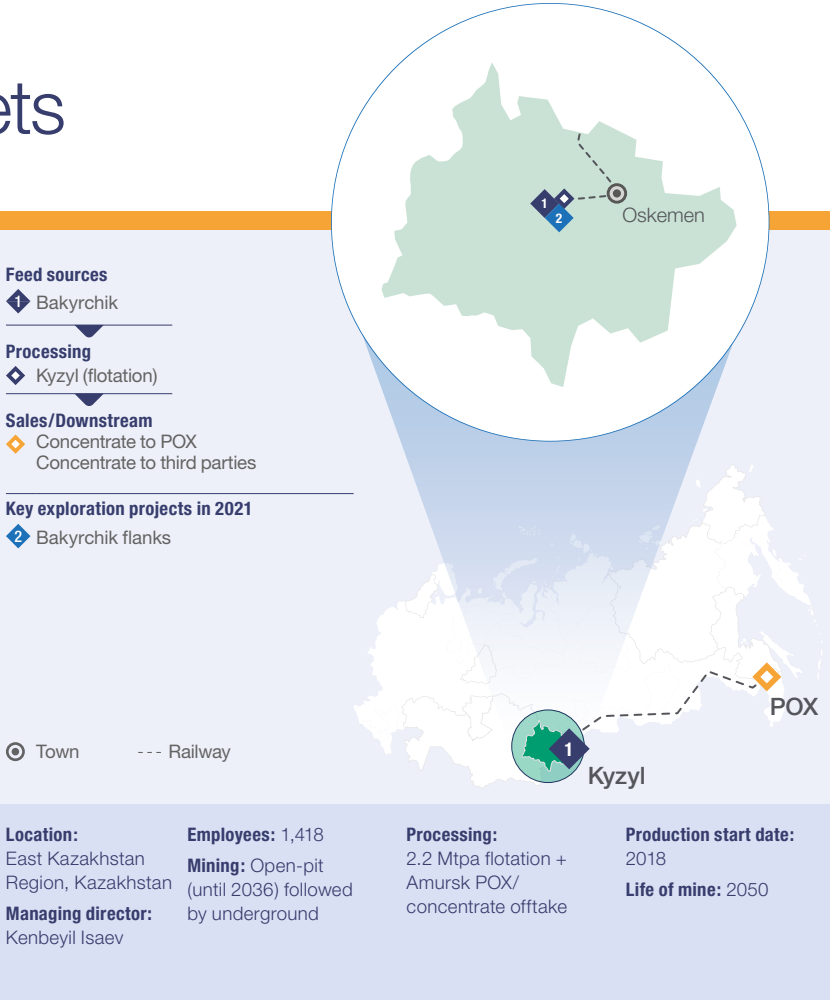 ets
1
2
Oskemen
Feed sources
1 Bakyrchik
Processing
Kyzyl (flotation)
Sales/Downstream
Concentrate to POX
Concentrate to third parties
Key exploration projects in 2021
2 Bakyrchik flanks
POX
1
Kyzyl
Town
--- Railway
Location:
East Kazakhstan
Region, Kazakhstan
Managing director:
Kenbeyil Isaev
Employees: 1,418
Mining: Open-pit
(until 2036) followed
by underground
Processing:
2.2 Mtpa flotation +
Amursk POX/
concentrate offtake
Production start date:
2018
Life of mine: 2050